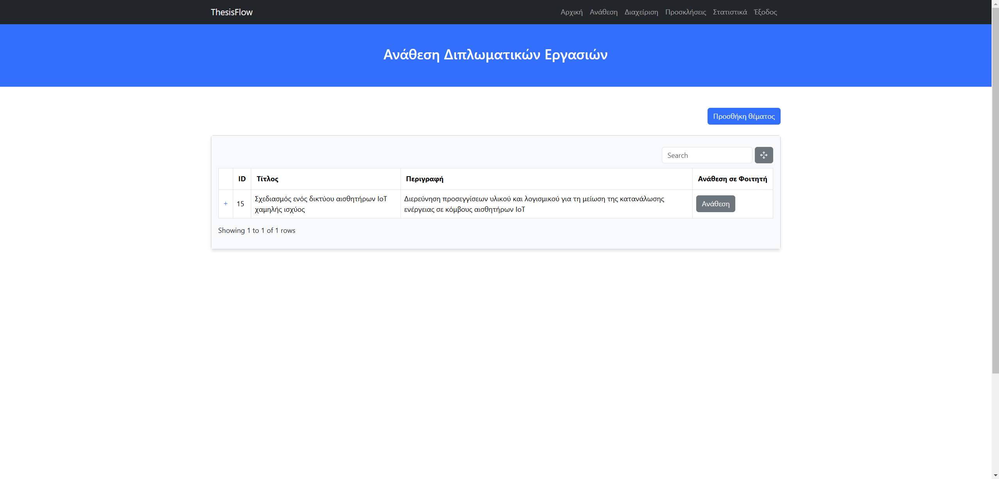 ThesisFlow
Αρχική Ανάθεση Διαχείριση Προσκλήσεις Στατιστικά Έξοδος
Ανάθεση Διπλωματικών Εργασιών
Προσθήκη θέματος
Search
ID Τίτλος Περιγραφή Ανάθεση σε Φοιτητή
+ 15 Σχεδιασμός ενός δικτύου αισθητήρων IoT
χαμηλής ισχύος
Διερεύνηση προσεγγίσεων υλικού και λογισμικού για τη μείωση της κατανάλωσης
ενέργειας σε κόμβους αισθητήρων IoT
Ανάθεση
Showing 1 to 1 of 1 rows